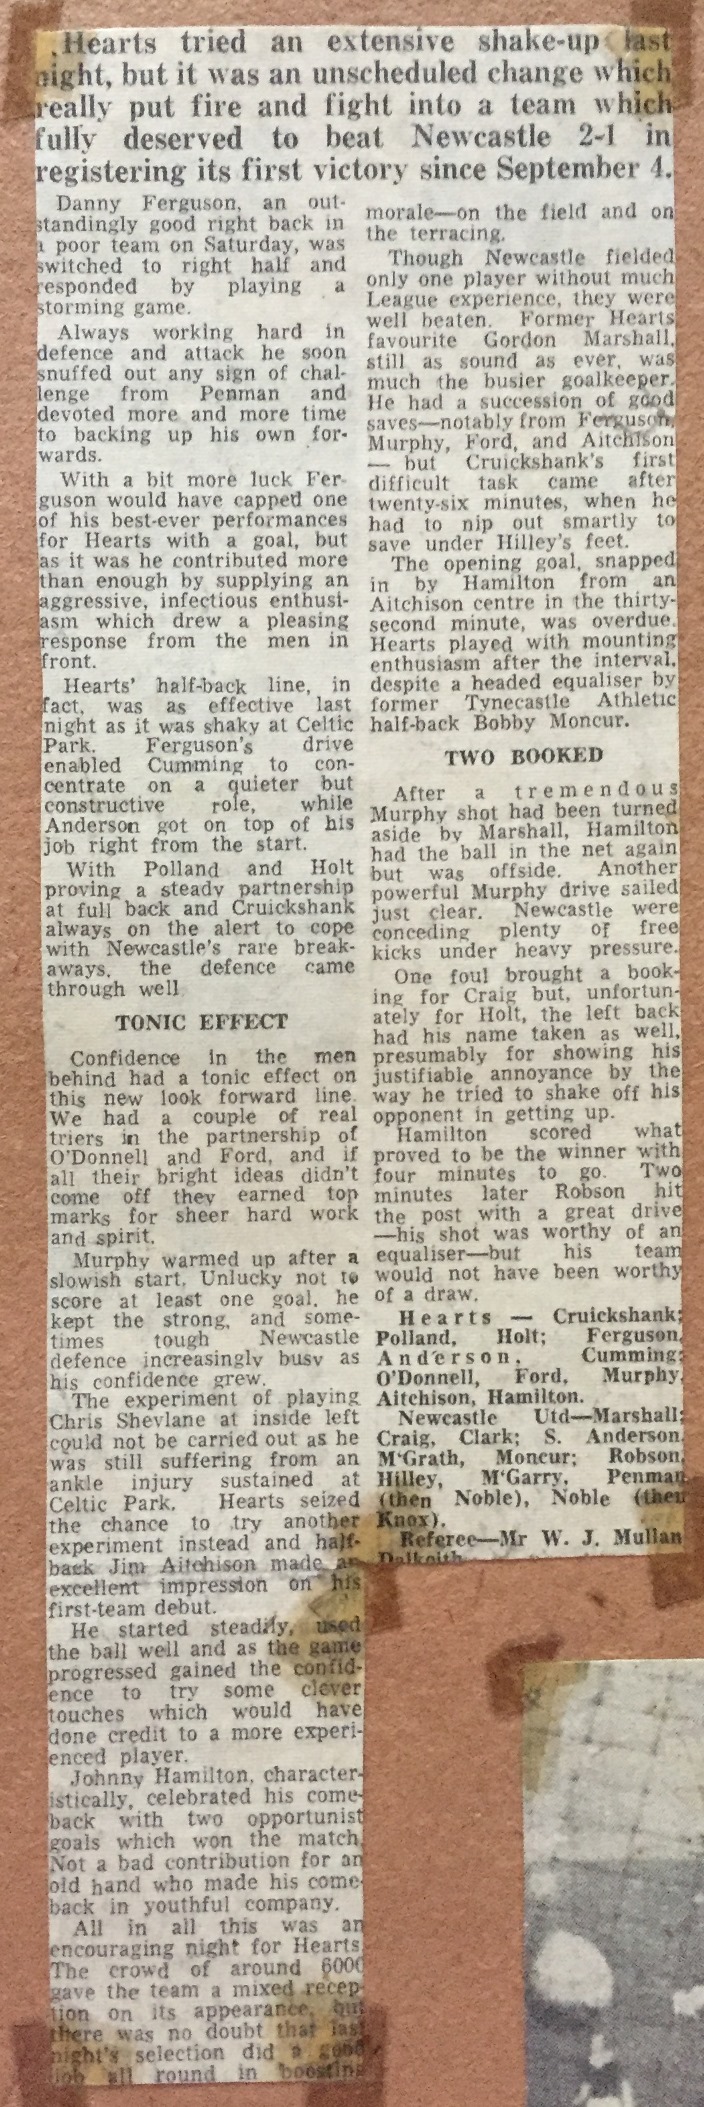 Hearts tried an extensive shake-up last
night, but it was an unscheduled change which
really put fire and fight into a team which
fully deserved to beat Newcastle 2-1 in
registering its first victory since September 4.
Danny Ferguson, an out-
standingly good right back in
a poor team on Saturday, was
switched to right half and
responded by playing a
storming game.
Always working hard in
defence and attack he soon
snuffed out any sign of chal-
lenge from Penman and
devoted more and more time
to backing up his own for-
wards.
With a bit more luck Fer-
guson would have capped one
of his best-ever performances
for Hearts with a goal, but
as it was he contributed more
than enough by supplying an
aggressive, infectious enthusi-
asm which drew a pleasing
response from the men in
front.
Hearts' half-back line, in
fact, was as effective last
night as it was shaky at Celtic
Park. Ferguson's drive
enabled Cumming to con-
centrate on a quieter but
constructive role, while
Anderson got on top of his
job right from the start.
With Polland and Holt
proving a steady partnership
at full back and Cruickshank
always on the alert to cope
with Newcastle's rare break-
aways, the defence came
through well
TONIC EFFECT
Confidence in the men
behind had a tonic effect on
this new look forward line.
We had a couple of real
triers in the partnership of
O'Donnell and Ford, and if
all their bright ideas didn't
come off they earned top
marks for sheer hard work
and spirit.
Murphy warmed up after a
slowish start. Unlucky not to
score at least one goal, he
kept the strong, and some-
times tough Newcastle
defence increasingly busy as
his confidence grew.
The experiment of playing
Chris Shevlane at inside left
could not be carried out as he
was still suffering from an
ankle injury sustained at
Celtic Park. Hearts seized
the chance to try another
experiment instead and half-
back Jim Aitchison made an
excellent impression on his
first-team debut.
He started steadily, used
the ball well and as the game
progressed gained the confid-
ence to try some clever
touches which would have
done credit to a more experi-
enced player.
Johnny Hamilton, character-
istically, celebrated his come-
back with two opportunist
goals which won the match.
Not a bad contribution for an
old hand who made his come-
back in youthful company.
All in all this was an
encouraging night for Hearts.
The crowd of around 6000
gave the team a mixed recep-
tion on its appearance, but
there was no doubt that last
night's selection did a good
job all round in boosting
morale—on the field and on
the terracing.
Though Newcastle fielded
only one player without much
League experience, they were
well beaten. Former Hearts
favourite Gordon Marshall,
still as sound as ever, was
much the busier goalkeeper.
He had a succession of good
saves—notably from Ferguson,
Murphy, Ford, and Aitchison
— but Cruickshank's first
difficult task came after
twenty-six minutes, when he
had to nip out smartly to
save under Hilley's feet.
The opening goal, snapped
in by Hamilton from an
Aitchison centre in the thirty-
second minute, was overdue.
Hearts played with mounting
enthusiasm after the interval,
despite a headed equaliser by
former Tynecastle Athletic
half-back Bobby Moncur.
TWO BOOKED
After a tremendous
Murphy shot had been turned
aside by Marshall, Hamilton
had the ball in the net again
but was offside. Another
powerful Murphy drive sailed
just clear. Newcastle were
conceding plenty of free
kicks under heavy pressure.
One foul brought a book-
ing for Craig but, unfortun-
ately for Holt, the left back
had his name taken as well,
presumably for showing his
justifiable annoyance by the
way he tried to shake off his
opponent in getting up.
Hamilton scored what
proved to be the winner with
four minutes to go. Two
minutes later Robson hit
the post with a great drive
—his shot was worthy of an
equaliser—but his team
would not have been worthy
of a draw.
Hearts — Cruickshank;
Polland, Holt; Ferguson,
Anderson, Cumming;
O'Donnell, Ford, Murphy,
Aitchison, Hamilton.
Newcastle Utd—Marshall;
Craig, Clark; S. Anderson,
M'Grath, Moncur; Robson,
Hilley, M'Garry, Penman
(then Noble), Noble (then
Knox).
Referee—Mr W. J. Mullan
Dalkeith